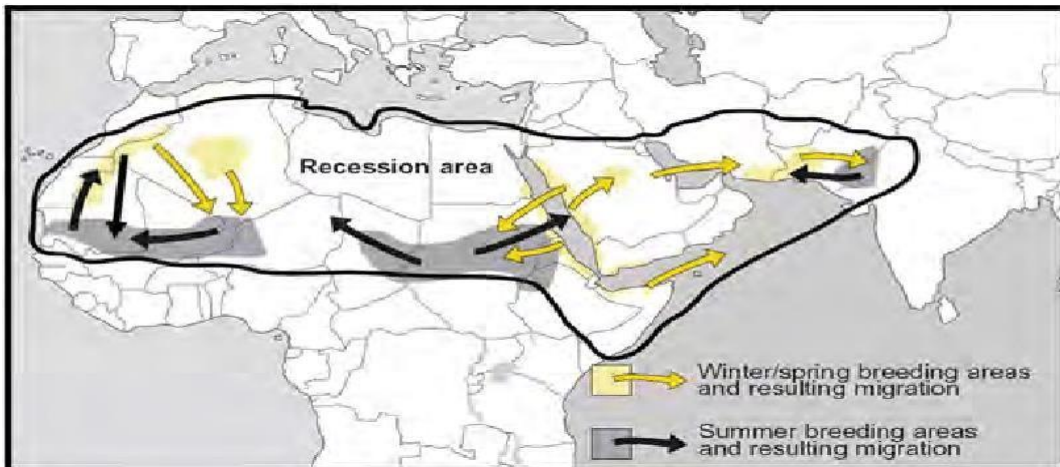 Recession area
Winter/spring breeding areas
and resulting migration
Summer breeding areas
and resulting migration